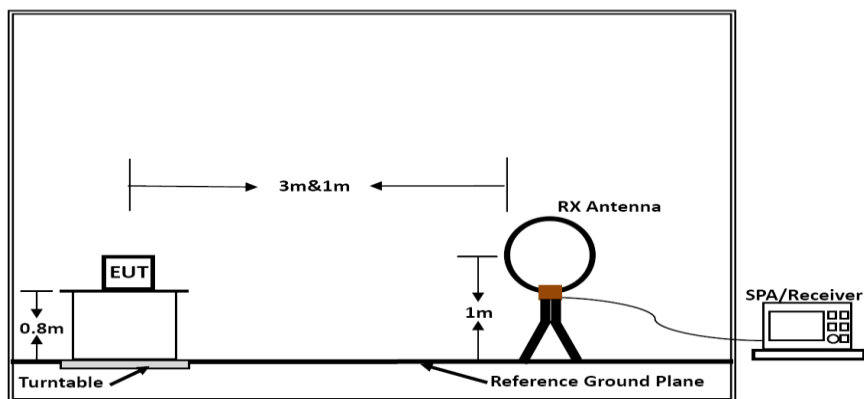 3m&1m
RX Antenna
EUT
SPA/Receiver
0.8m
1m
Turntable
Reference Ground Plane